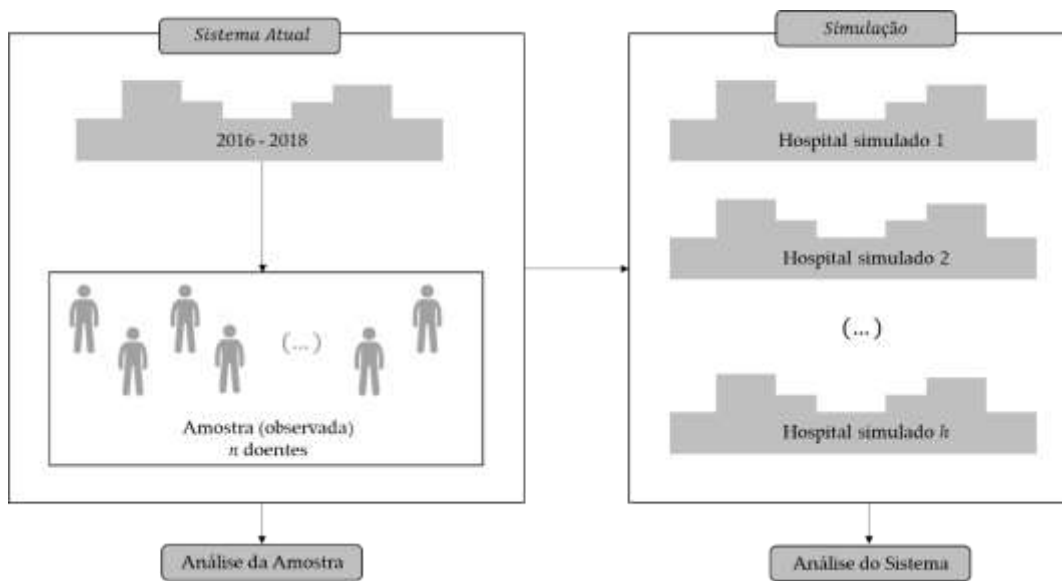 Sistema Atual
2016 - 2018
(...)
Amostra (observada)
n doentes
Análise da Amostra
Simulação
Hospital simulado 1
Hospital simulado 2
(...)
Hospital simulado h
Análise do Sistema